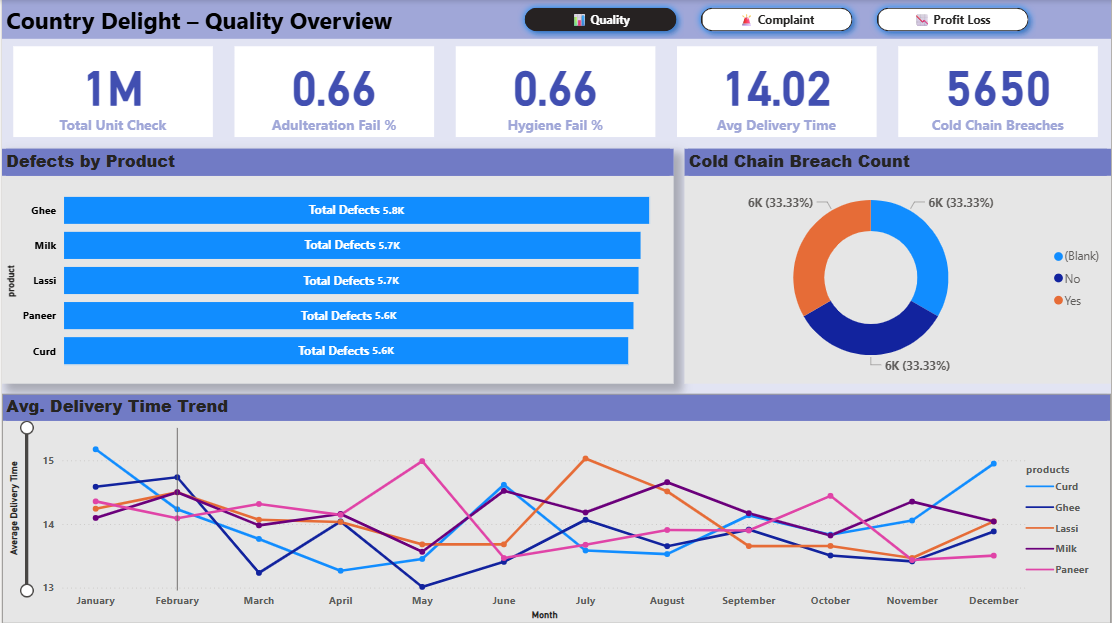 Country Delight – Quality Overview
Quality
Complaint
Profit Loss
1M
Total Unit Check
0.66
Adulteration Fail %
0.66
Hygiene Fail %
14.02
Avg Delivery Time
5650
Cold Chain Breaches
Defects by Product
product
Ghee
Total Defects 5.8K
Milk
Total Defects 5.7K
Lassi
Total Defects 5.7K
Paneer
Total Defects 5.6K
Curd
Total Defects 5.6K
Cold Chain Breach Count
6K (33.33%)
6K (33.33%)
6K (33.33%)
(Blank)
No
Yes
Avg. Delivery Time Trend
Average Delivery Time
15
14
13
January February March April May June July August September October November December
Month
products
Curd
Ghee
Lassi
Milk
Paneer